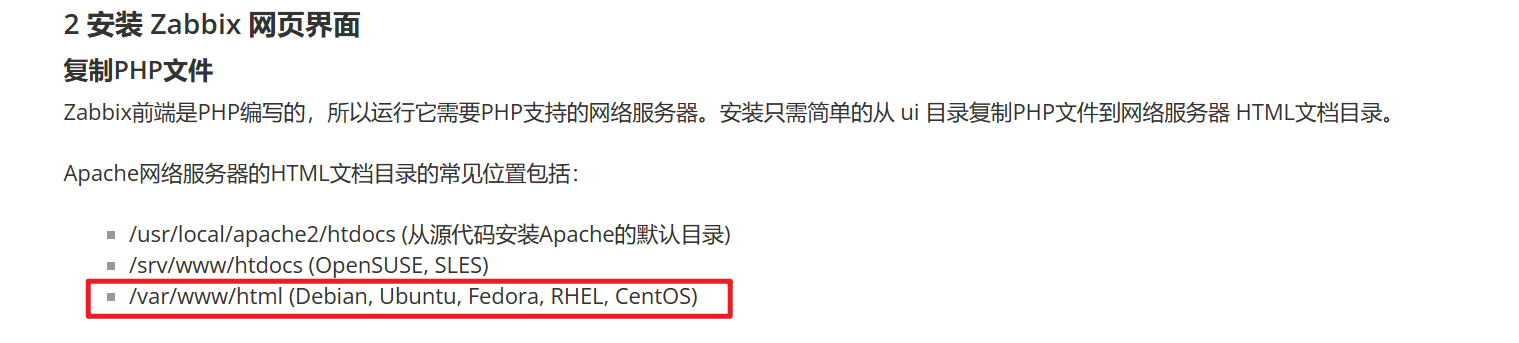 2 安装 Zabbix 网页界面
复制PHP文件
Zabbix前端是PHP编写的，所以运行它需要PHP支持的网络服务器。安装只需简单的从 ui 目录复制PHP文件到网络服务器 HTML文档目录。
Apache网络服务器的HTML文档目录的常见位置包括：
/usr/local/apache2/htdocs (从源代码安装Apache的默认目录)
/srv/www/htdocs (OpenSUSE, SLES)
/var/www/html (Debian, Ubuntu, Fedora, RHEL, CentOS)